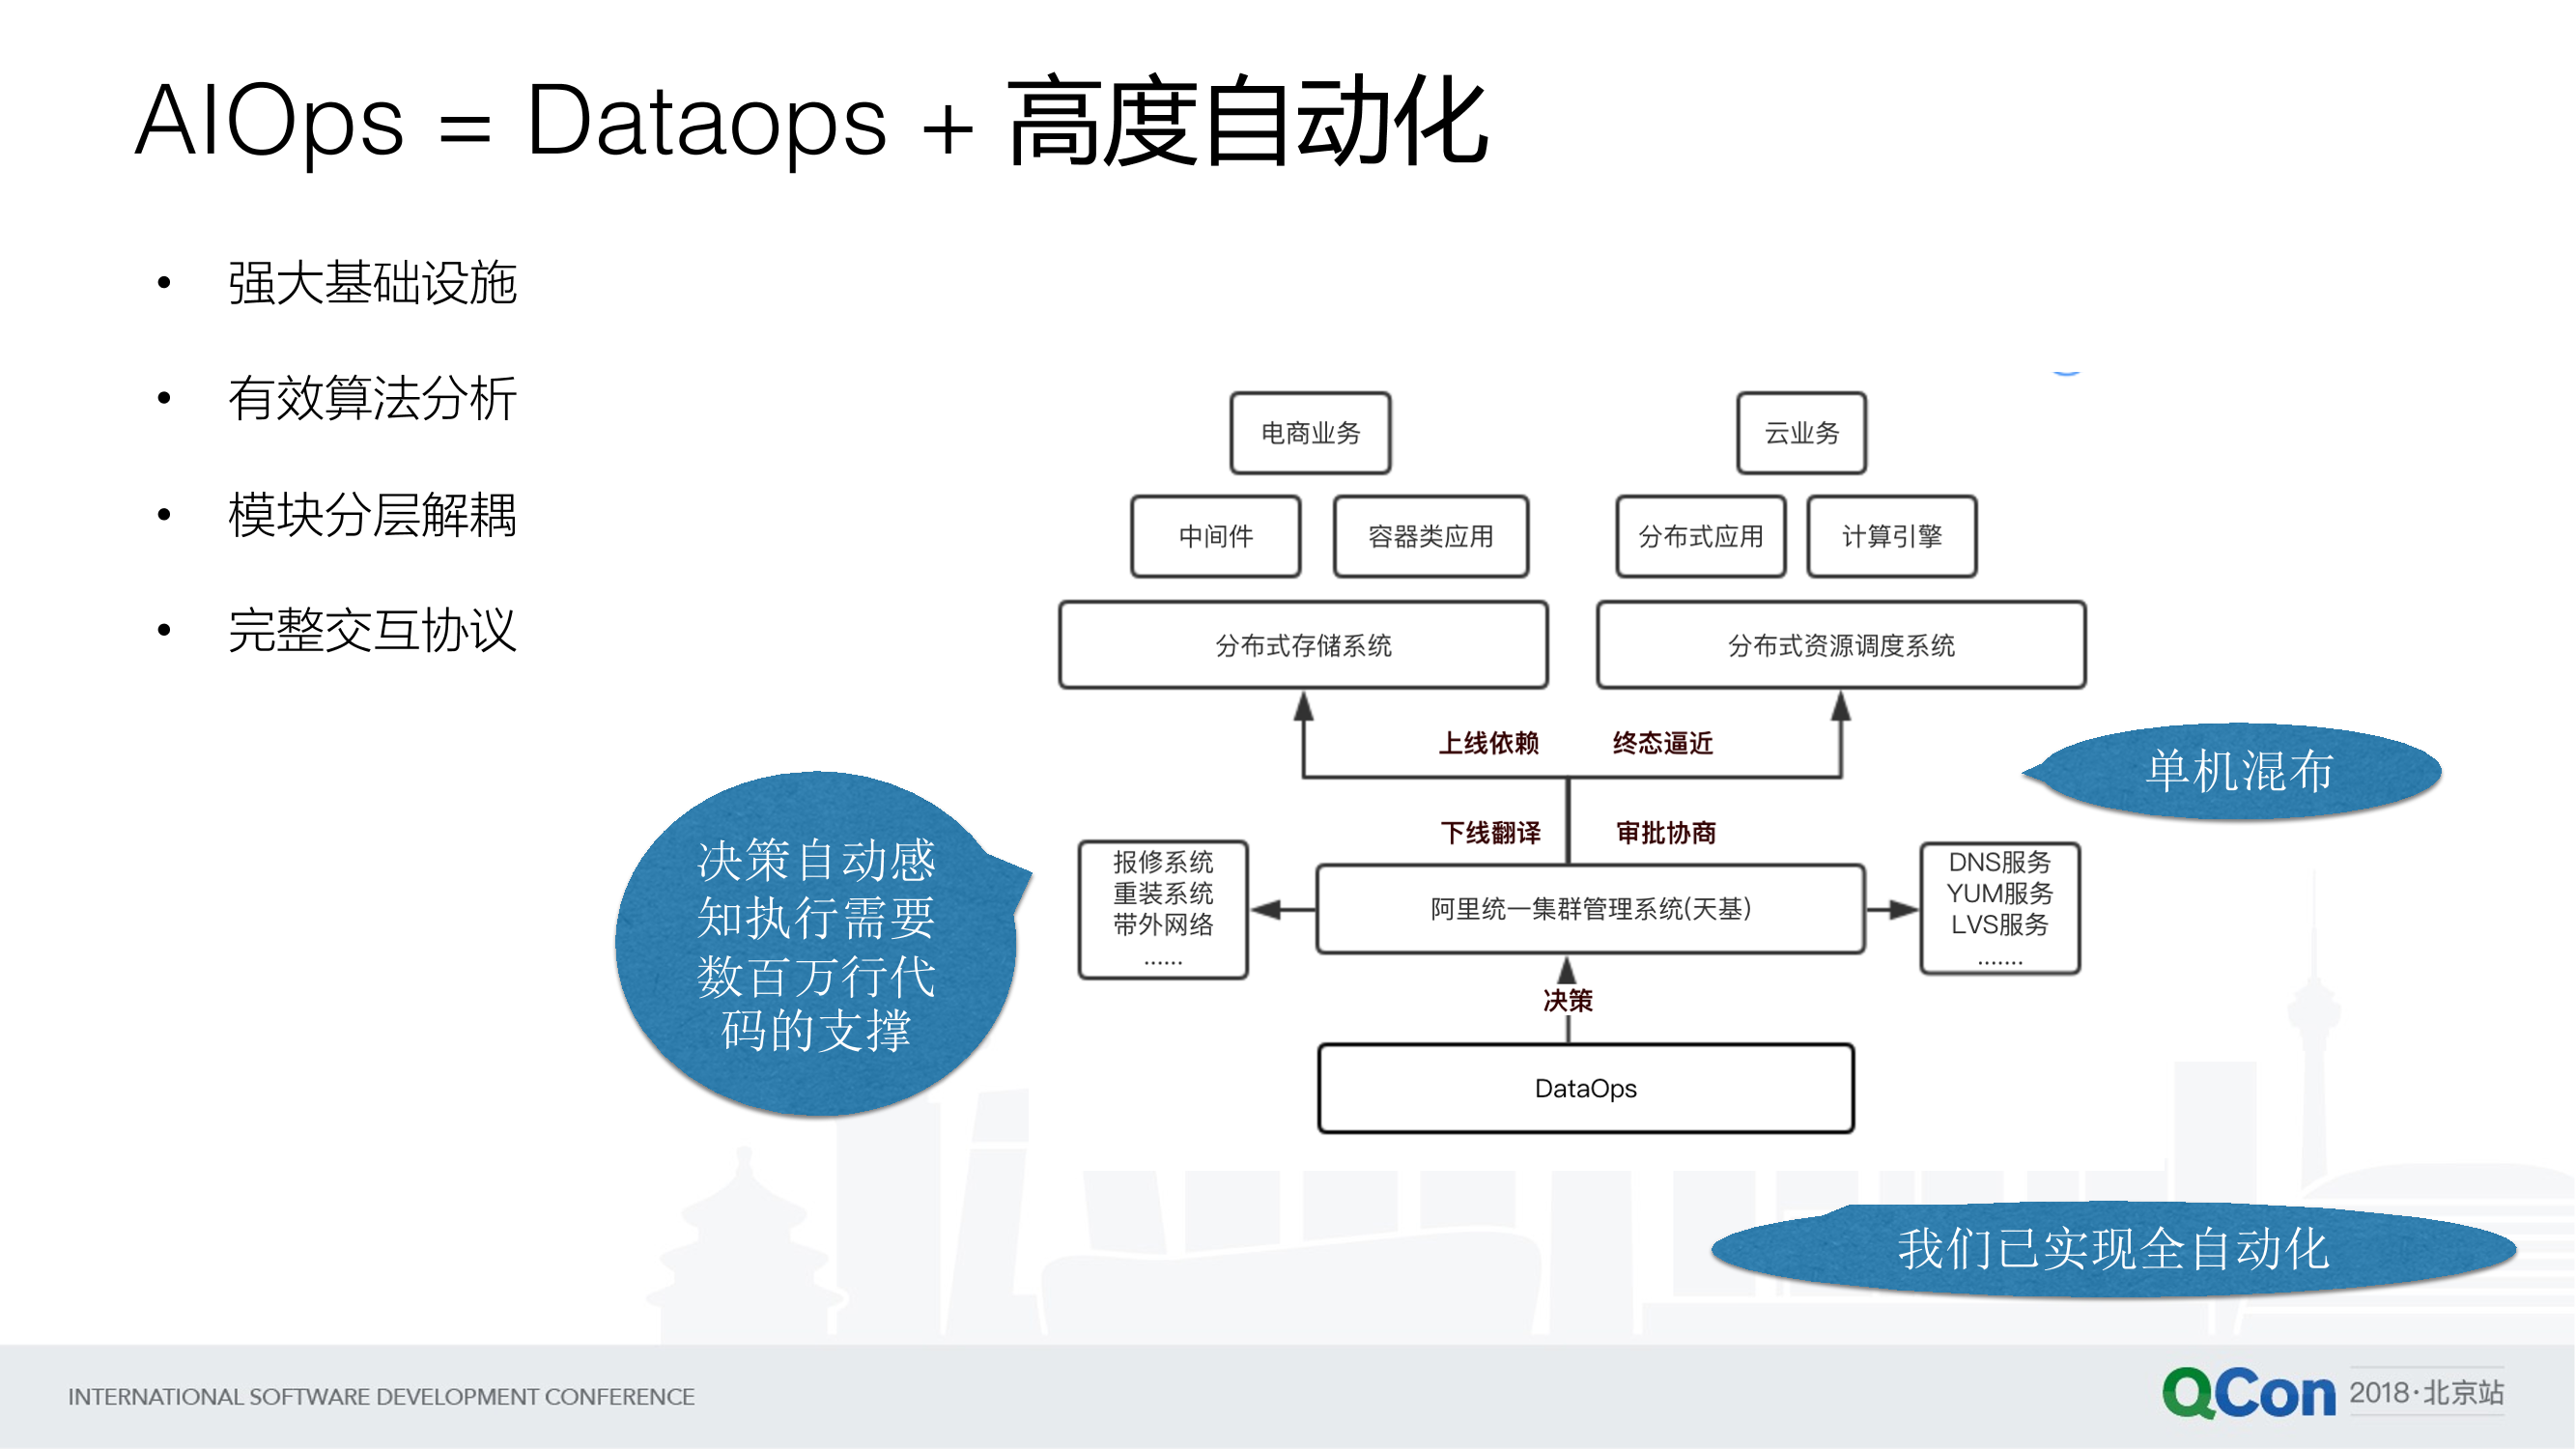 AIOps = Dataops + 高度自动化
• 强大基础设施
• 有效算法分析
• 模块分层解耦
• 完整交互协议
电商业务
云业务
中间件
容器类应用
分布式应用
计算引擎
分布式存储系统
分布式资源调度系统
上线依赖
终态逼近
单机混布
下线翻译
审批协商
决策自动感
知执行需要
数百万行代
码的支撑
报修系统
重装系统
带外网络
......
阿里统一集群管理系统(天基)
DNS服务
YUM服务
LVS服务
.......
决策
DataOps
我们已实现全自动化
INTERNATIONAL SOFTWARE DEVELOPMENT CONFERENCE
QCon 2018·北京站